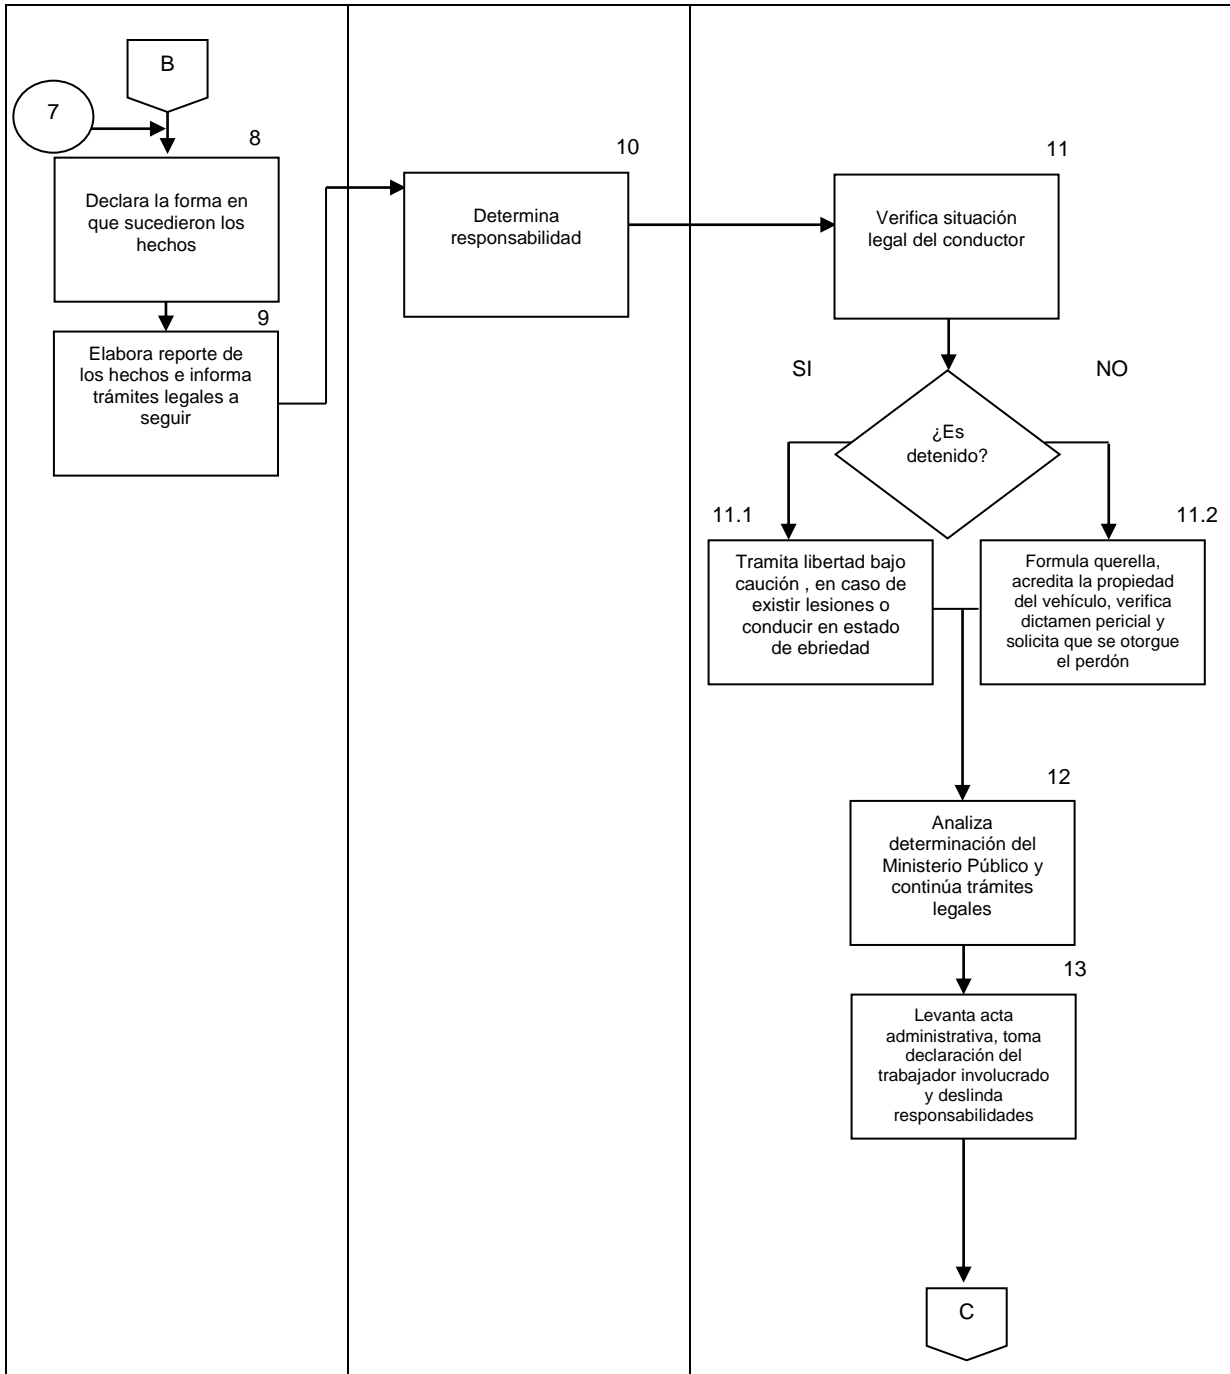 B
7
8
Declara la forma en
que sucedieron los
hechos
9
Elabora reporte de
los hechos e informa
trámites legales a
seguir
10
Determina
responsabilidad
11
Verifica situación
legal del conductor
SI
NO
¿Es
detenido?
11.1
Tramita libertad bajo
caución , en caso de
existir lesiones o
conducir en estado
de ebriedad
11.2
Formula querella,
acredita la propiedad
del vehículo, verifica
dictamen pericial y
solicita que se otorgue
el perdón
12
Analiza
determinación del
Ministerio Público y
continúa trámites
legales
13
Levanta acta
administrativa, toma
declaración del
trabajador involucrado
y deslinda
responsabilidades
C